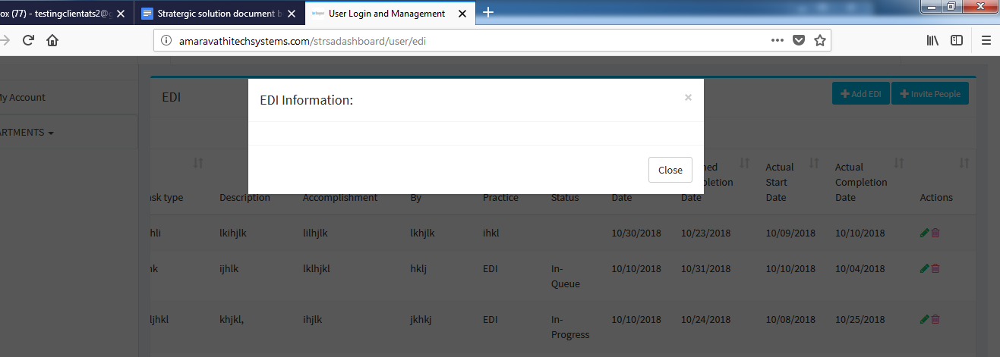 ox (77) - testingclientats2@g
Stratergic solution document b
User Login and Management
amaravathitechsystems.com/strsadashboard/user/edi
My Account
ARTMENTS
EDI
Add EDI
Invite People
EDI Information:
×
Close
ask type Description Accomplishment By Practice Status Date
ned
pletion
Date
Actual
Start
Date
Actual
Completion
Date
Actions
hli lkihjlk lilhjlk lkhjlk ihkl 10/30/2018 10/23/2018 10/09/2018 10/10/2018
nk ijhlk lklhjkl hklj EDI In-
Queue 10/10/2018 10/31/2018 10/10/2018 10/04/2018
ljhkl khjkl, ihjlk jkhkj EDI In-
Progress 10/10/2018 10/24/2018 10/08/2018 10/25/2018